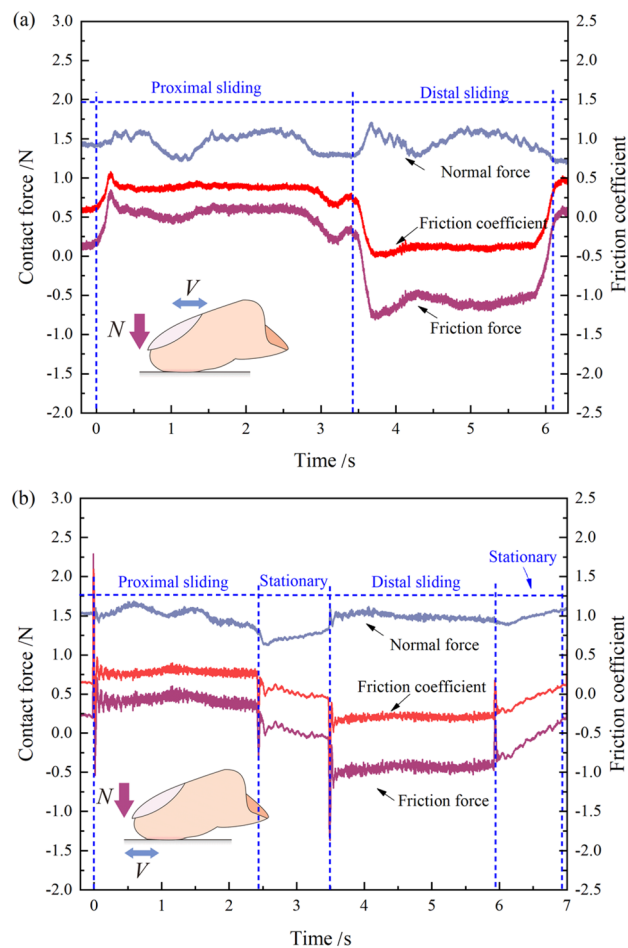 (a)
3.0
2.5
2.0
1.5
1.0
0.5
0.0
-0.5
-1.0
-1.5
-2.0
Contact force /N
2.5
2.0
1.5
1.0
0.5
0.0
-0.5
-1.0
-1.5
-2.0
-2.5
Friction coefficient
Proximal sliding
Distal sliding
Normal force
Friction coefficient
Friction force
V
N
0 1 2 3 4 5 6
Time /s
(b)
3.0
2.5
2.0
1.5
1.0
0.5
0.0
-0.5
-1.0
-1.5
-2.0
Contact force /N
2.5
2.0
1.5
1.0
0.5
0.0
-0.5
-1.0
-1.5
-2.0
-2.5
Friction coefficient
Stationary
Proximal sliding
Stationary
Distal sliding
Normal force
Friction coefficient
Friction force
N
V
0 1 2 3 4 5 6 7
Time /s